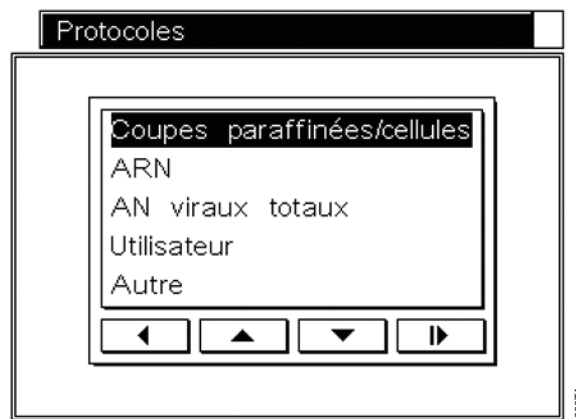 Protocoles
Coupes paraffinées/cellules
ARN
AN viraux totaux
Utilisateur
Autre